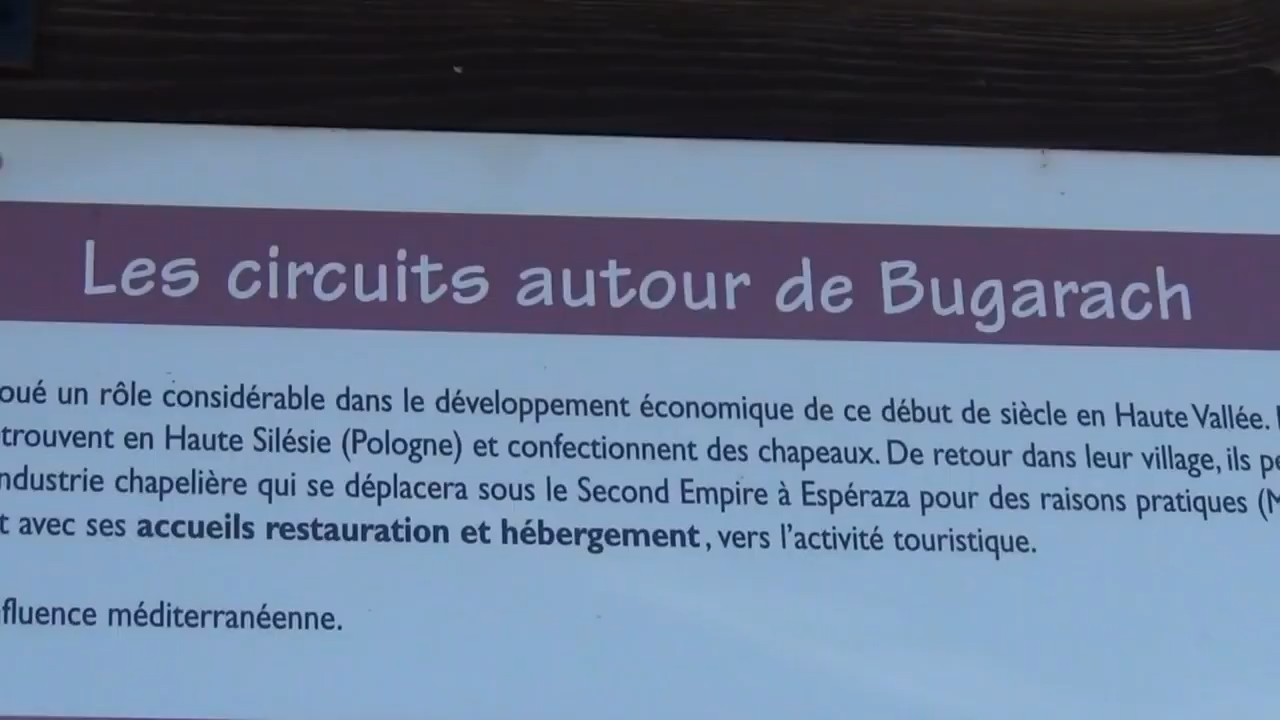 Les circuits autour de Bugarach
oué un rôle considérable dans le développement économique de ce début de siècle en Haute Vallée.
trouvent en Haute Silésie (Pologne) et confectionnent des chapeaux. De retour dans leur village, ils pe
ndustrie chapelière qui se déplacera sous le Second Empire à Espéraza pour des raisons pratiques (M
t avec ses accueils restauration et hébergement, vers l'activité touristique.
fluence méditerranéenne.